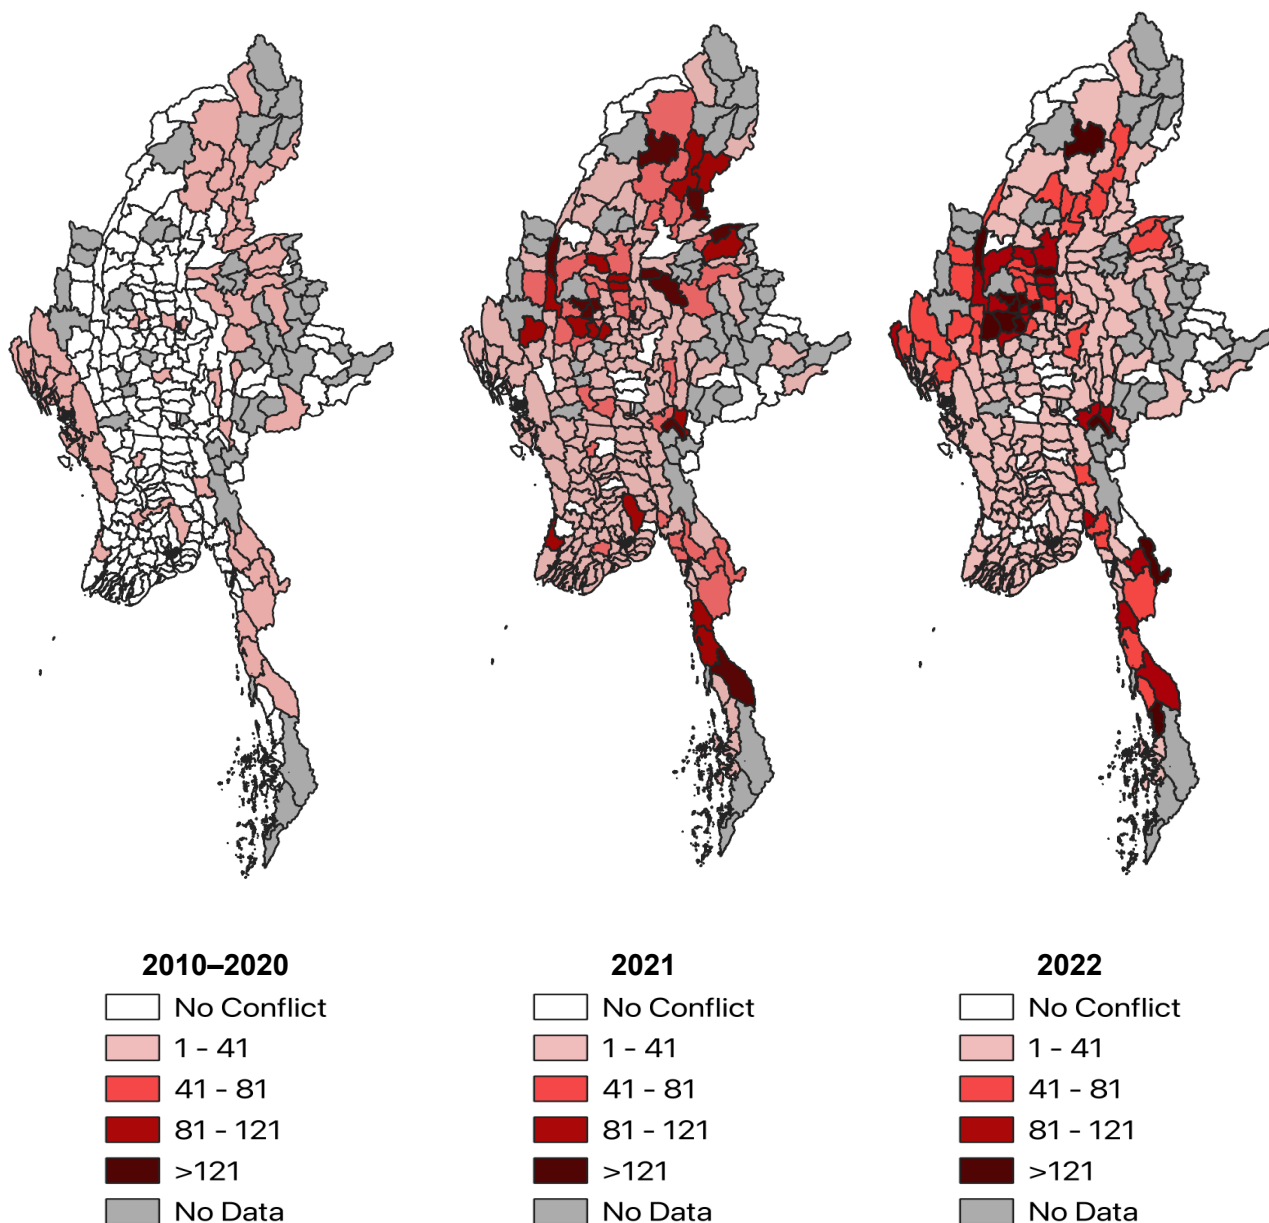 2010–2020 2021 2022
No Conflict No Conflict No Conflict
1 - 41 1 - 41 1 - 41
41 - 81 41 - 81 41 - 81
81 - 121 81 - 121 81 - 121
>121 >121 >121
No Data No Data No Data